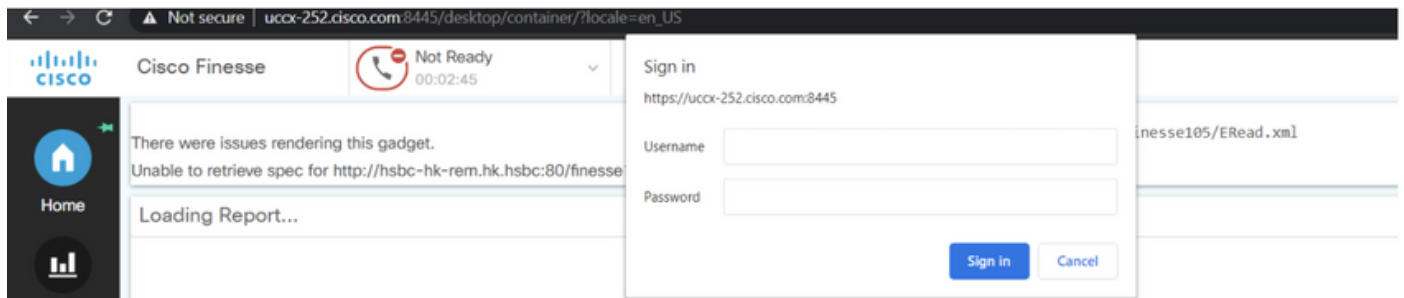 Not secure | uccx-252.cisco.com:8445/desktop/container/?locale=en_US
CISCO
Cisco Finesse
Not Ready
00:02:45
Sign in
https://uccx-252.cisco.com:8445
Username
Password
Sign in
Cancel
There were issues rendering this gadget.
Unable to retrieve spec for http://hsbc-hk-rem.hk.hsbc:80/finesse
inesse105/ERead.xml
Home
Loading Report...